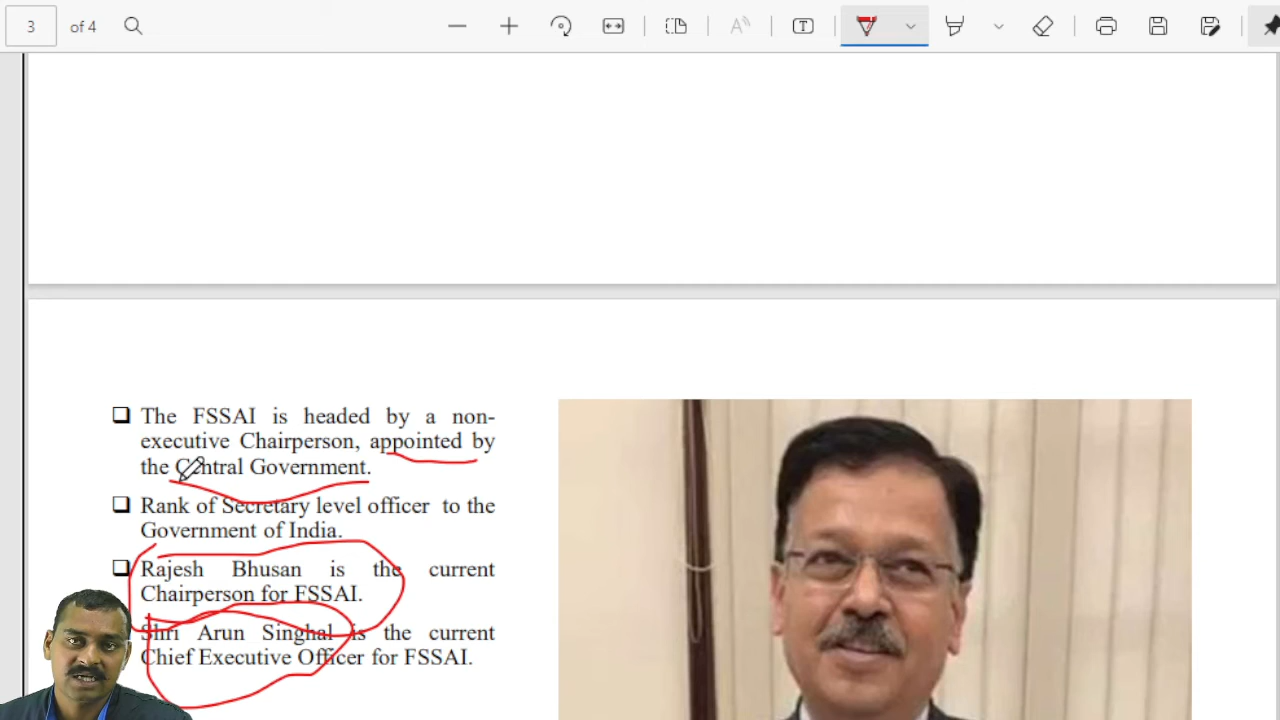 3 of 4
The FSSAI is headed by a non-
executive Chairperson, appointed by
the Central Government.
Rank of Secretary level officer to the
Government of India.
Rajesh Bhusan is the current
Chairperson for FSSAI.
Shri Arun Singhal is the current
Chief Executive Officer for FSSAI.